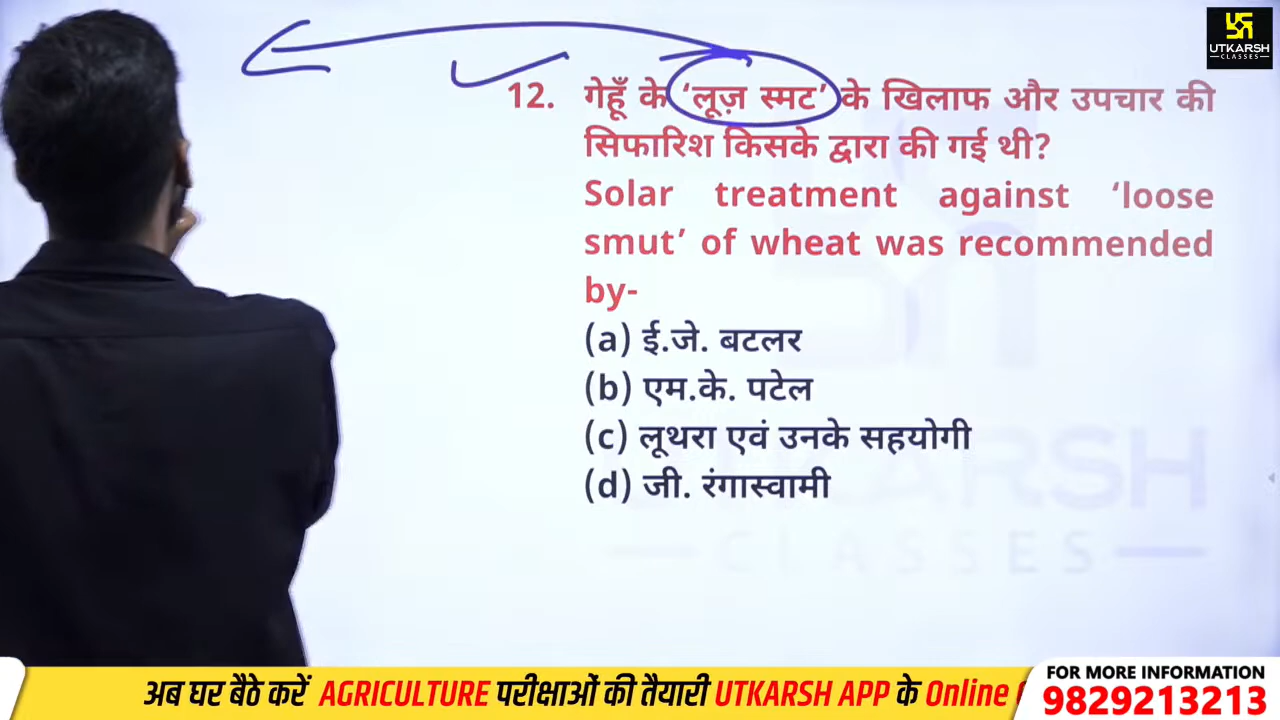 UTKARSH
CLASSES
12. गेहूँ के ‘लूज़ स्मट’ के खिलाफ और उपचार की
सिफारिश किसके द्वारा की गई थी?
Solar treatment against ‘loose
smut’ of wheat was recommended
by-
(a) ई.जे. बटलर
(b) एम.के. पटेल
(c) लूथरा एवं उनके सहयोगी
(d) जी. रंगास्वामी
CLASSES
अब घर बैठे करें AGRICULTURE परीक्षाओं की तैयारी UTKARSH APP के Online
FOR MORE INFORMATION
9829213213